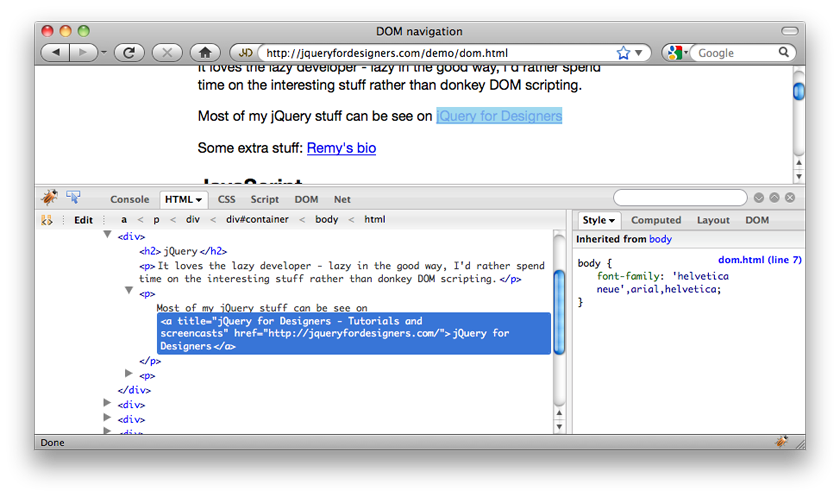 DOM navigation
http://jqueryfordesigners.com/demo/dom.html
Google
It loves the lazy developer - lazy in the good way, I'd rather spend
time on the interesting stuff rather than donkey DOM scripting.
Most of my jQuery stuff can be see on jQuery for Designers
Some extra stuff: Remy's bio
JavaScript
Console HTML CSS Script DOM Net
Edit a < p < div < div#container < body < html
Style Computed Layout DOM
<div>
<h2>jQuery</h2>
<p>It loves the lazy developer - lazy in the good way, I'd rather spend
time on the interesting stuff rather than donkey DOM scripting.</p>
<p>
Most of my jQuery stuff can be see on
<a title="jQuery for Designers - Tutorials and
screencasts" href="http://jqueryfordesigners.com/">jQuery for
Designers</a>
</p>
<p>
</div>
<div>
<div>
<div>
Inherited from body
body { dom.html (line 7)
font-family: 'helvetica
neue',arial,helvetica;
}
Done